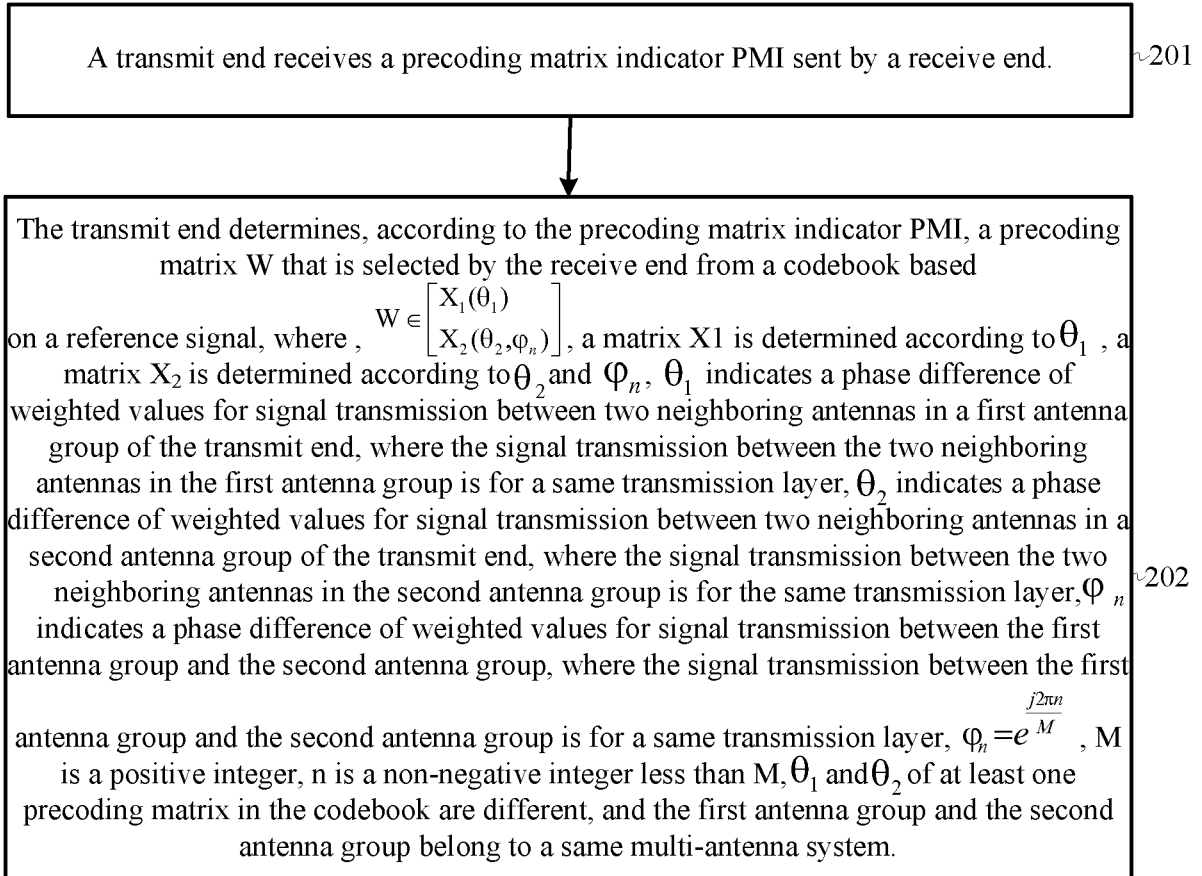 A transmit end receives a precoding matrix indicator PMI sent by a receive end.
201
The transmit end determines, according to the precoding matrix indicator PMI, a precoding
matrix W that is selected by the receive end from a codebook based
on a reference signal, where , W ∈ [X₁(θ₁) X₂(θ₂,φₙ)], a matrix X1 is determined according to θ₁ , a
matrix X₂ is determined according to θ₂ and φₙ, θ₁ indicates a phase difference of
weighted values for signal transmission between two neighboring antennas in a first antenna
group of the transmit end, where the signal transmission between the two neighboring
antennas in the first antenna group is for a same transmission layer, θ₂ indicates a phase
difference of weighted values for signal transmission between two neighboring antennas in a
second antenna group of the transmit end, where the signal transmission between the two
neighboring antennas in the second antenna group is for the same transmission layer, φₙ
202
indicates a phase difference of weighted values for signal transmission between the first
antenna group and the second antenna group, where the signal transmission between the first
antenna group and the second antenna group is for a same transmission layer, φₙ=e^(j2πn/M) , M
is a positive integer, n is a non-negative integer less than M, θ₁ and θ₂ of at least one
precoding matrix in the codebook are different, and the first antenna group and the second
antenna group belong to a same multi-antenna system.